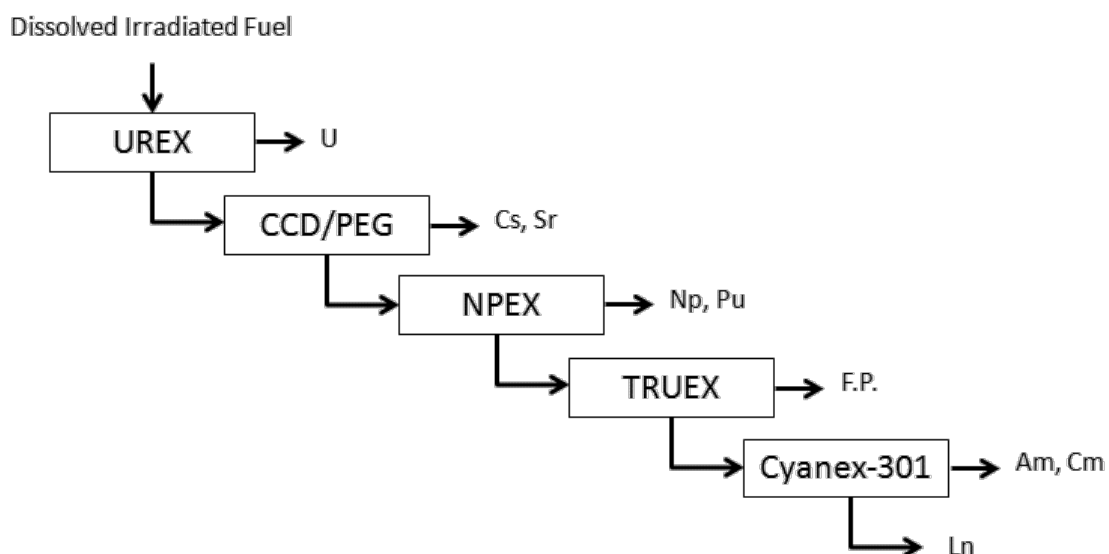 Dissolved Irradiated Fuel
UREX
U
CCD/PEG
Cs, Sr
NPEX
Np, Pu
TRUEX
F.P.
Cyanex-301
Am, Cm
Ln